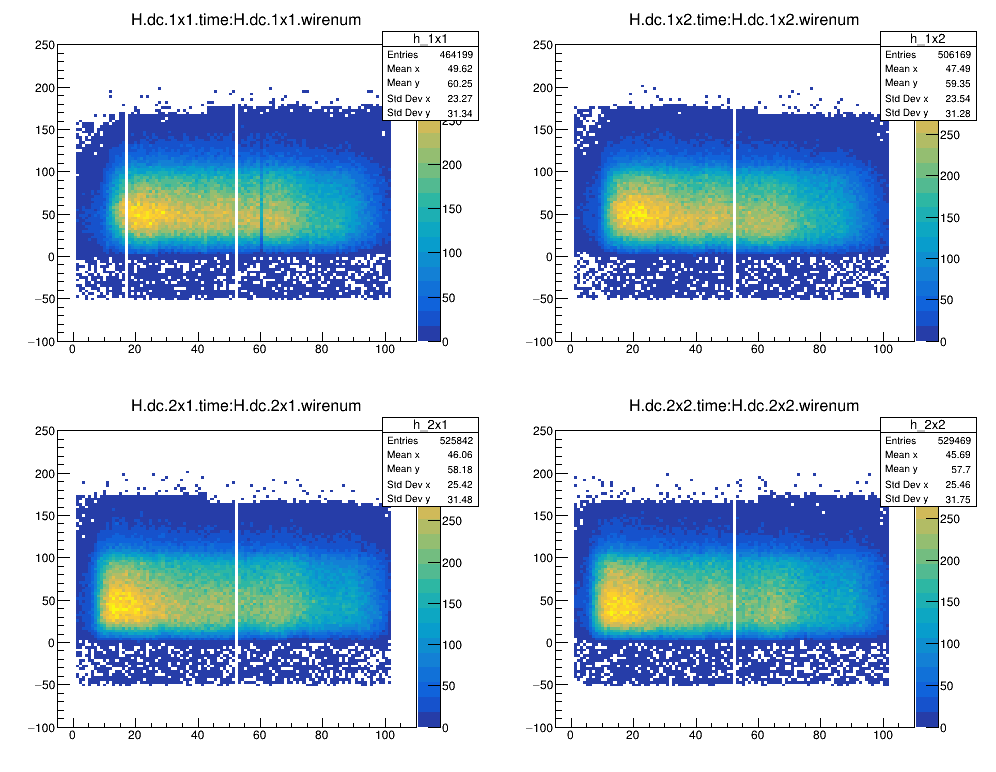 H.dc.1x1.time:H.dc.1x1.wirenum
h_1x1
Entries 464199
Mean x 49.62
Mean y 60.25
Std Dev x 23.27
Std Dev y 31.34
250
200
150
100
50
0
−50
−100
0 20 40 60 80 100
250
200
150
100
50
0
H.dc.1x2.time:H.dc.1x2.wirenum
h_1x2
Entries 506169
Mean x 47.49
Mean y 59.35
Std Dev x 23.54
Std Dev y 31.28
250
200
150
100
50
0
−50
−100
0 20 40 60 80 100
250
200
150
100
50
0
H.dc.2x1.time:H.dc.2x1.wirenum
h_2x1
Entries 525842
Mean x 46.06
Mean y 58.18
Std Dev x 25.42
Std Dev y 31.48
250
200
150
100
50
0
−50
−100
0 20 40 60 80 100
250
200
150
100
50
0
H.dc.2x2.time:H.dc.2x2.wirenum
h_2x2
Entries 529469
Mean x 45.69
Mean y 57.7
Std Dev x 25.46
Std Dev y 31.75
250
200
150
100
50
0
−50
−100
0 20 40 60 80 100
250
200
150
100
50
0